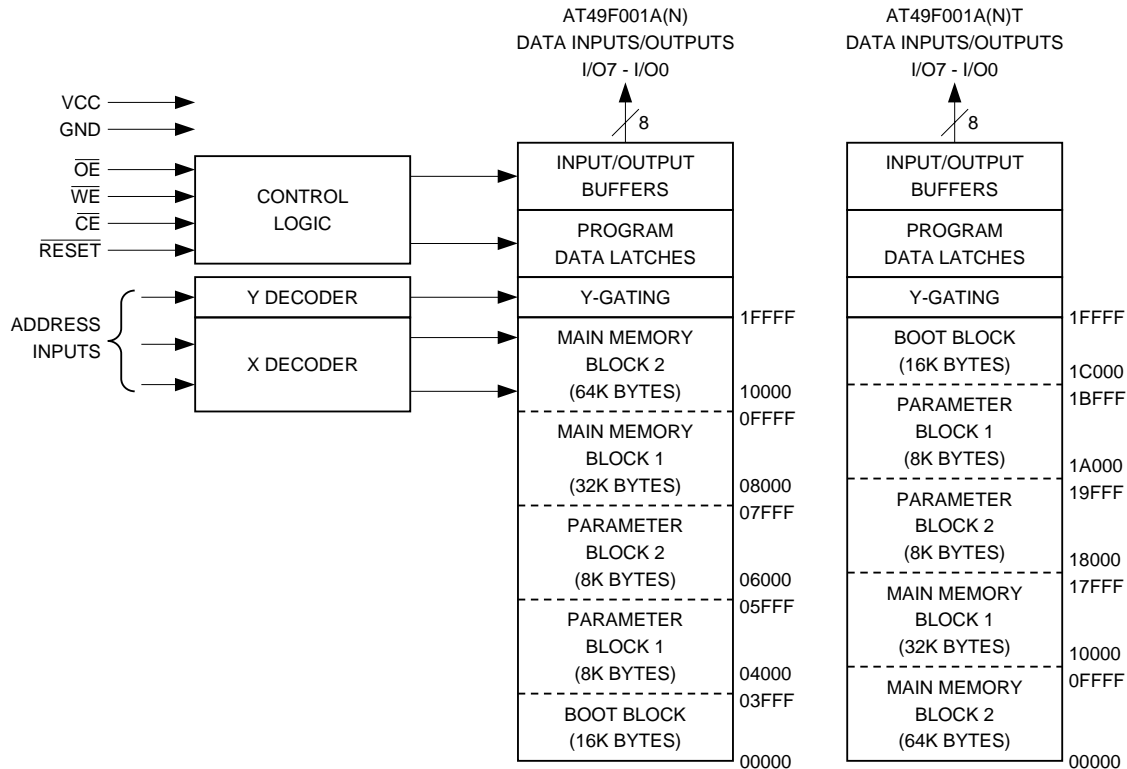 AT49F001A(N)
DATA INPUTS/OUTPUTS
I/O7 - I/O0
8
AT49F001A(N)T
DATA INPUTS/OUTPUTS
I/O7 - I/O0
8
VCC
GND
OE
WE
CE
RESET
ADDRESS
INPUTS
CONTROL
LOGIC
Y DECODER
X DECODER
INPUT/OUTPUT
BUFFERS
PROGRAM
DATA LATCHES
Y-GATING
1FFFF
MAIN MEMORY
BLOCK 2
(64K BYTES)
10000
0FFFF
MAIN MEMORY
BLOCK 1
(32K BYTES)
08000
07FFF
PARAMETER
BLOCK 2
(8K BYTES)
06000
05FFF
PARAMETER
BLOCK 1
(8K BYTES)
04000
03FFF
BOOT BLOCK
(16K BYTES)
00000
INPUT/OUTPUT
BUFFERS
PROGRAM
DATA LATCHES
Y-GATING
1FFFF
BOOT BLOCK
(16K BYTES)
1C000
1BFFF
PARAMETER
BLOCK 1
(8K BYTES)
1A000
19FFF
PARAMETER
BLOCK 2
(8K BYTES)
18000
17FFF
MAIN MEMORY
BLOCK 1
(32K BYTES)
10000
0FFFF
MAIN MEMORY
BLOCK 2
(64K BYTES)
00000